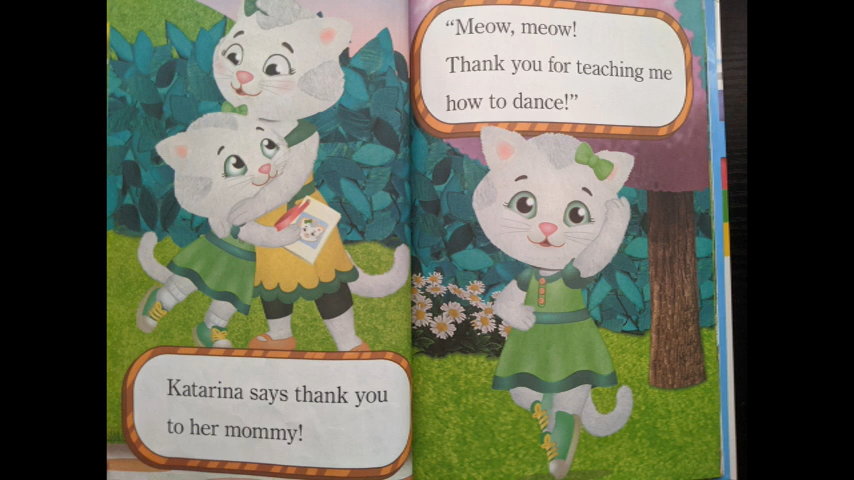 Katarina says thank you
to her mommy!
“Meow, meow!
Thank you for teaching me
how to dance!”